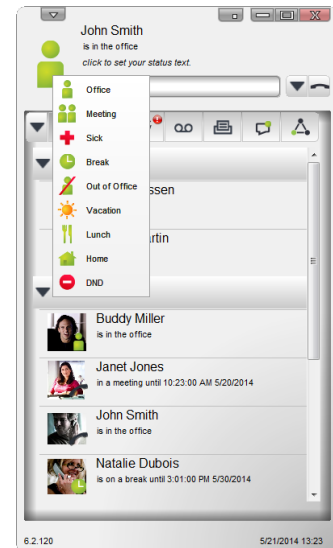 John Smith
is in the office
click to set your status text.
Office
Meeting
Sick
Break
Out of Office
Vacation
Lunch
Home
DND
ssen
rtin
Buddy Miller
is in the office
Janet Jones
in a meeting until 10:23:00 AM 5/20/2014
John Smith
is in the office
Natalie Dubois
is on a break until 3:01:00 PM 5/30/2014
6.2.120
5/21/2014 13:23